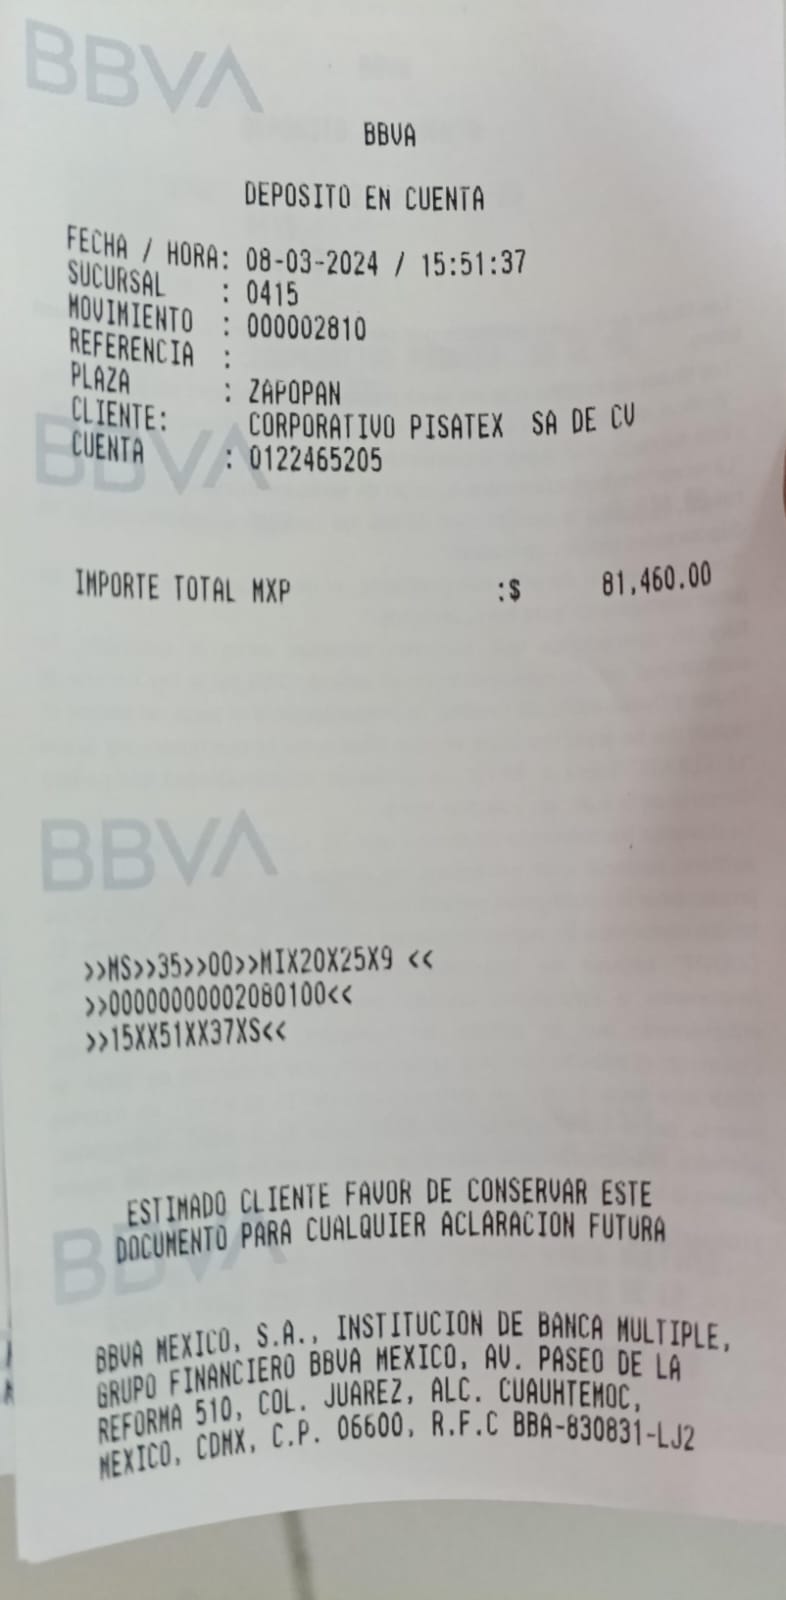 BBVA
BBVA
DEPOSITO EN CUENTA
FECHA / HORA: 08-03-2024 / 15:51:37
SUCURSAL : 0415
MOVIMIENTO : 000002810
REFERENCIA :
PLAZA : ZAPOPAN
CLIENTE: CORPORATIVO PISATEX SA DE CV
BBVA
CUENTA : 0122465205
IMPORTE TOTAL MXP :$ 81,460.00
BBVA
>>MS>>35>>00>>MIX20X25X9 <<
>>00000000002080100<<
>>15XX51XX37XS<<
ESTIMADO CLIENTE FAVOR DE CONSERVAR ESTE
DOCUMENTO PARA CUALQUIER ACLARACION FUTURA
BBVA
BBVA MEXICO, S.A., INSTITUCION DE BANCA MULTIPLE,
GRUPO FINANCIERO BBVA MEXICO, AV. PASEO DE LA
REFORMA 510, COL. JUAREZ, ALC. CUAUHTEMOC,
MEXICO, CDMX, C.P. 06600, R.F.C BBA-830831-LJ2